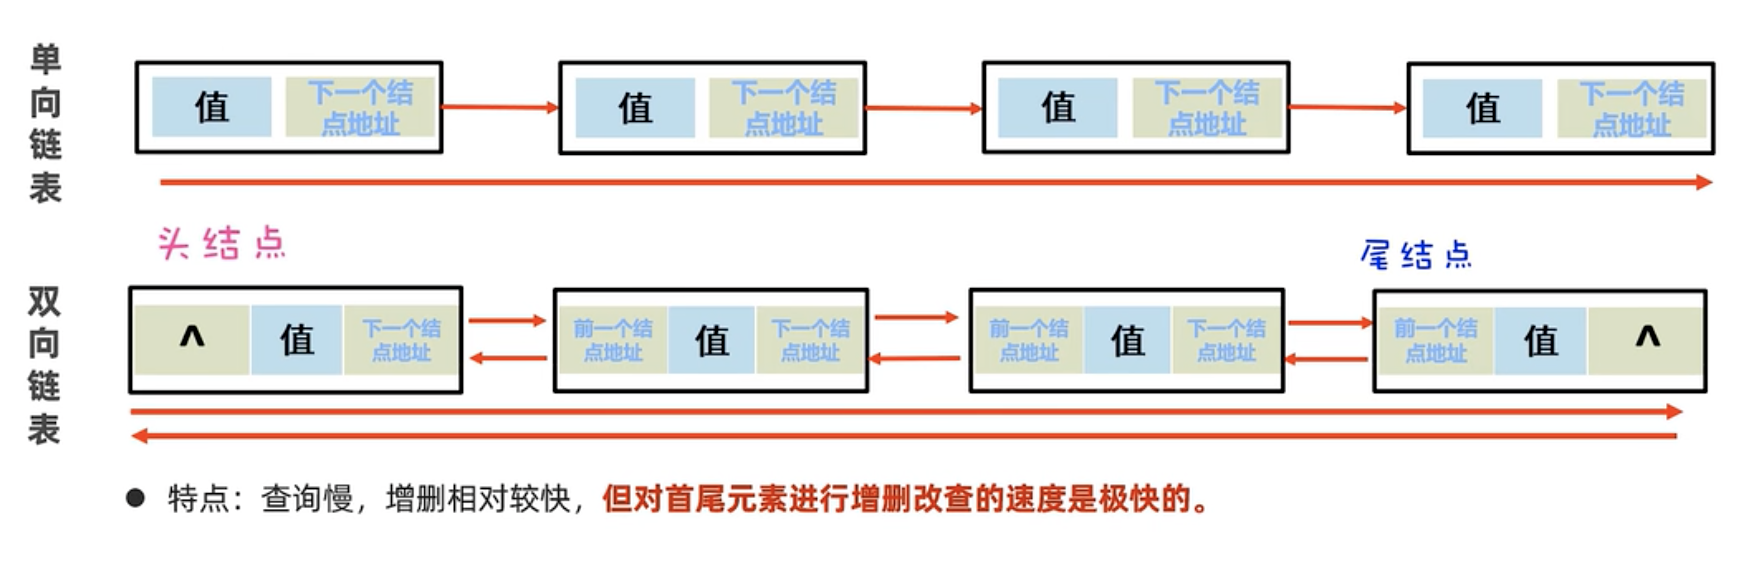 单向链表
值 下一个结
点地址
值 下一个结
点地址
值 下一个结
点地址
值 下一个结
点地址
头结点
尾结点
双向链表
^ 值 下一个结
点地址
前一个结
点地址 值 下一个结
点地址
前一个结
点地址 值 下一个结
点地址
前一个结
点地址 值 ^
● 特点：查询慢，增删相对较快，但对首尾元素进行增删改查的速度是极快的。